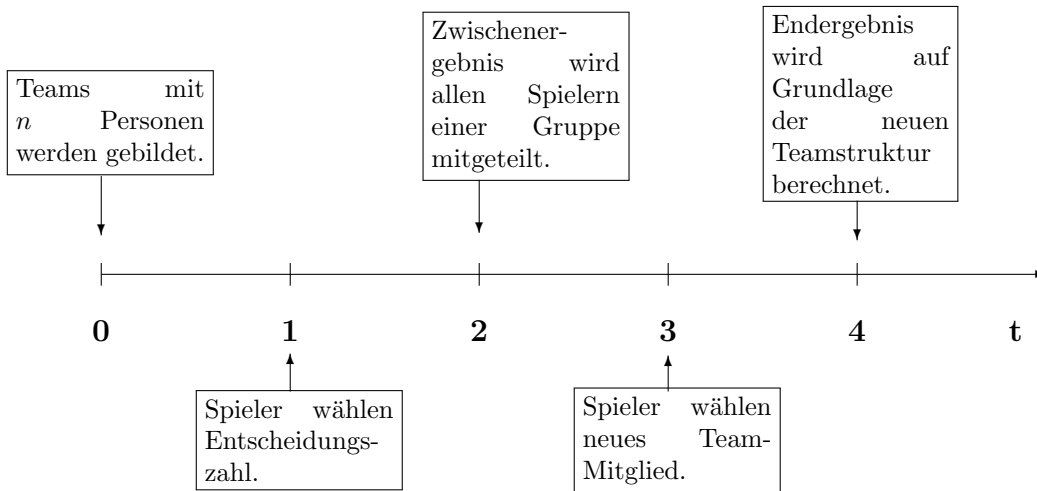 Teams mit
n Personen
werden gebildet.
Zwischener-
gebnis wird
allen Spielern
einer Gruppe
mitgeteilt.
Endergebnis
wird auf
Grundlage
der neuen
Teamstruktur
berechnet.
0 1 2 3 4 t
Spieler wählen
Entscheidungs-
zahl.
Spieler wählen
neues Team-
Mitglied.